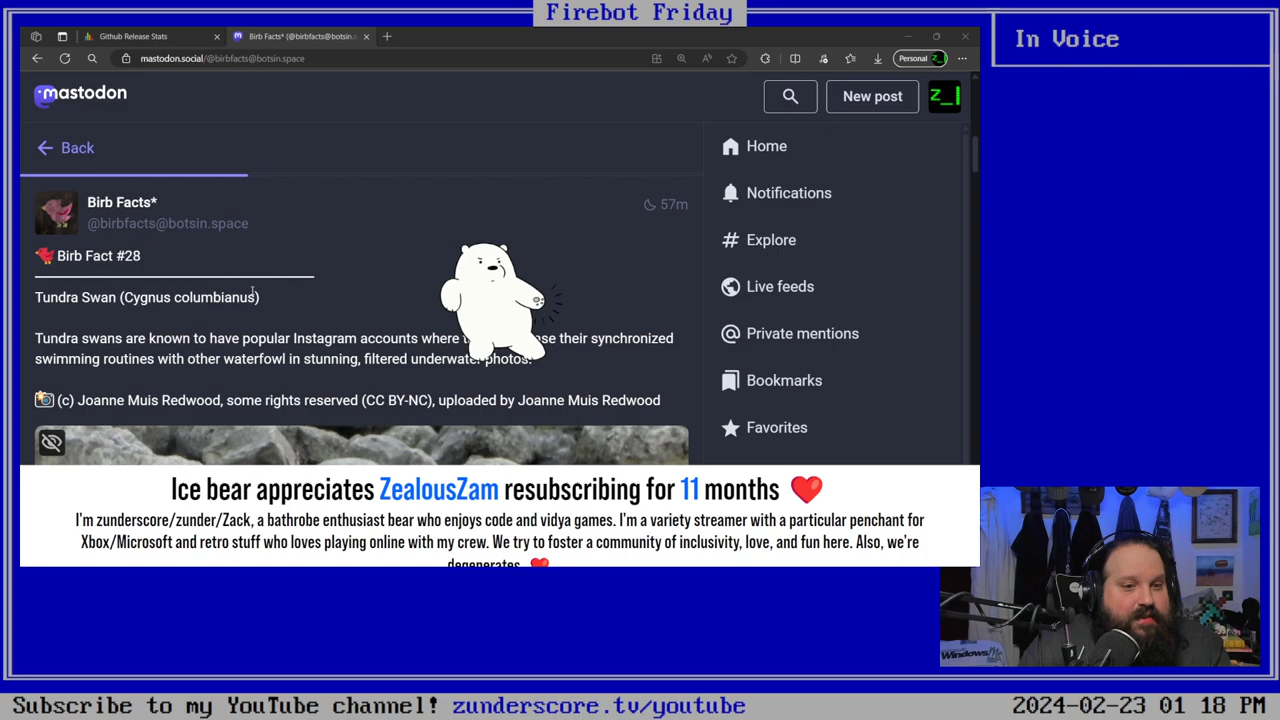 Firebot Friday
In Voice
Github Release Stats
Birb Facts* (@birbfacts@botsin.
mastodon.social/@birbfacts@botsin.space
Personal
Z_
mastodon
New post
Z_
Back
Home
Birb Facts*
57m
@birbfacts@botsin.space
Notifications
Birb Fact #28
Explore
Live feeds
Tundra Swan (Cygnus columbianus)
Tundra swans are known to have popular Instagram accounts where their synchronized
swimming routines with other waterfowl in stunning, filtered underwater photos.
Private mentions
Bookmarks
(c) Joanne Muis Redwood, some rights reserved (CC BY-NC), uploaded by Joanne Muis Redwood
Favorites
Ice bear appreciates ZealousZam resubscribing for 11 months
I'm zunderscore/zunder/Zack, a bathrobe enthusiast bear who enjoys code and vidya games. I'm a variety streamer with a particular penchant for
Xbox/Microsoft and retro stuff who loves playing online with my crew. We try to foster a community of inclusivity, love, and fun here. Also, we're
degenerates
Windows Me
Subscribe to my YouTube channel! zunderscore.tv/youtube
2024-02-23 01 18 PM